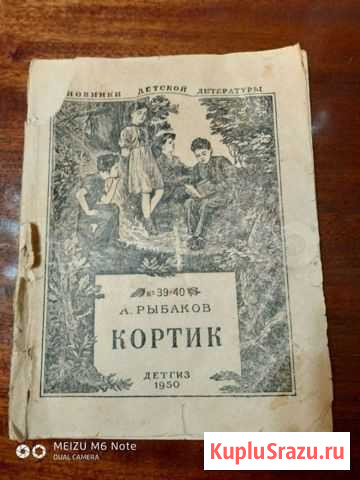 НОВИНКИ ДЕТСКОЙ ЛИТЕРАТУРЫ
№ 39-40
А. РЫБАКОВ
КОРТИК
ДЕТГИЗ
1950
MEIZU M6 Note
DUAL CAMERA
KupluSrazu.ru